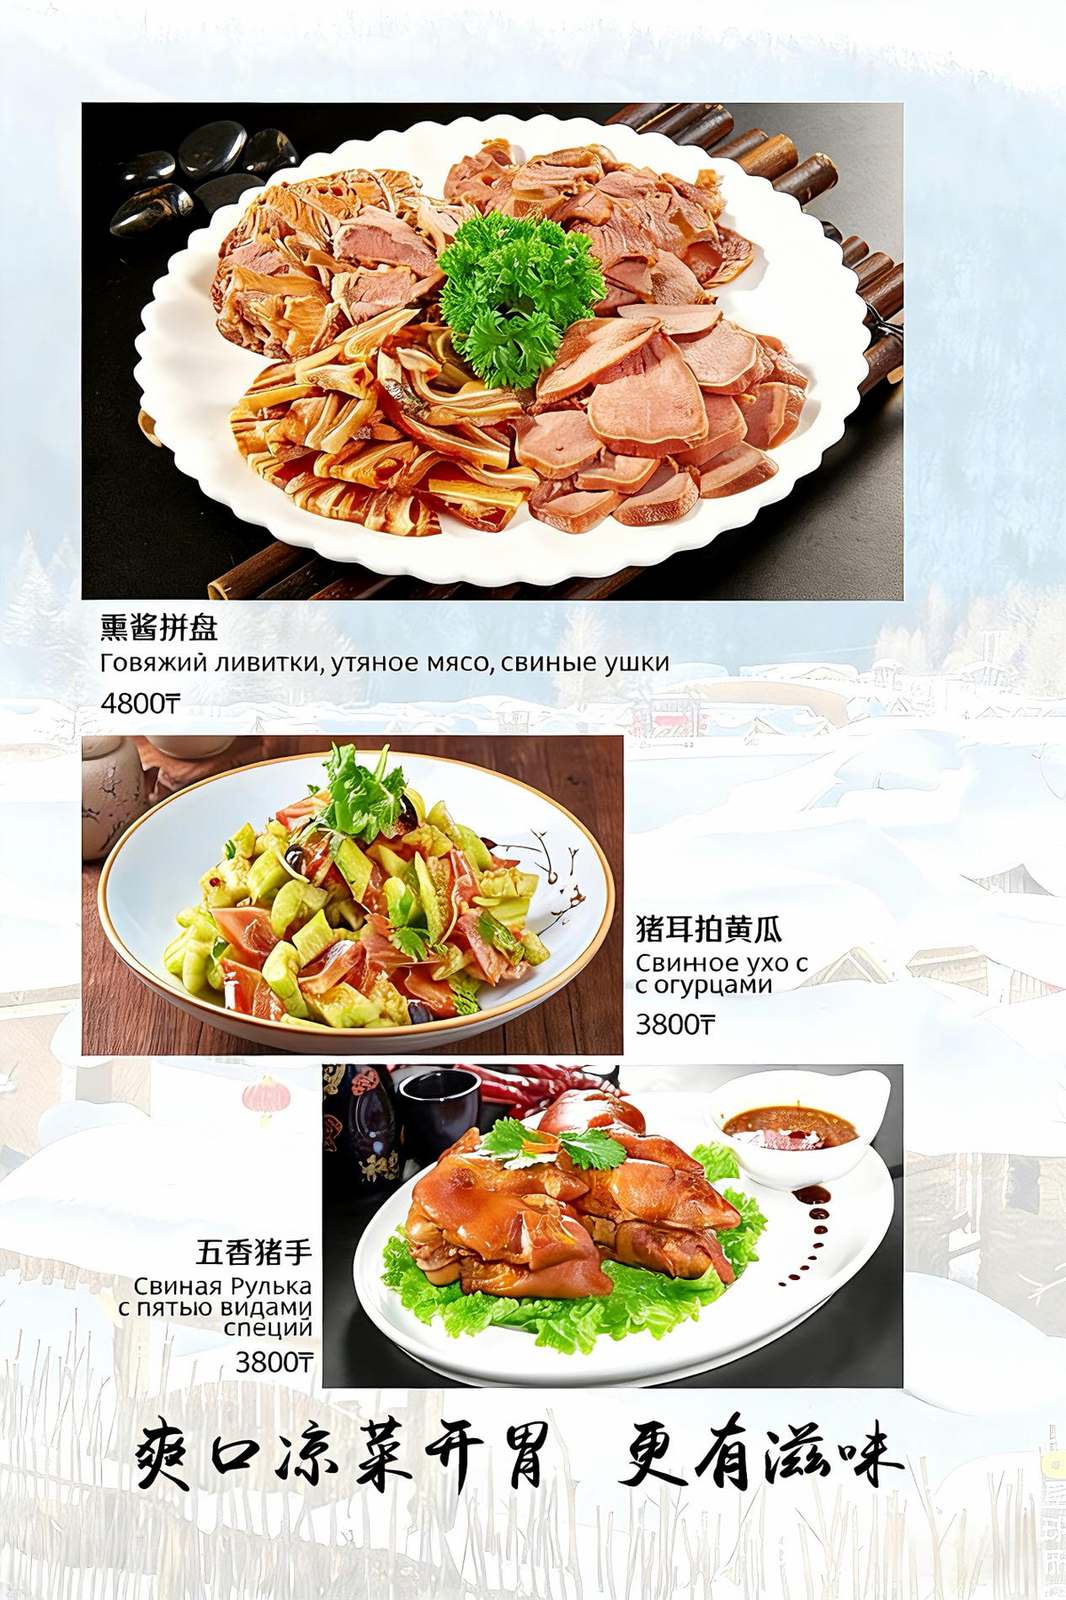 熏酱拼盘
Говяжий ливитки, утяное мясо, свиные ушки
4800₸
猪耳拍黄瓜
Свинное ухо с
с огурцами
3800₸
五香猪手
Свиная Рулька
с пятью видами
специй
3800₸
爽口凉菜开胃 更有滋味